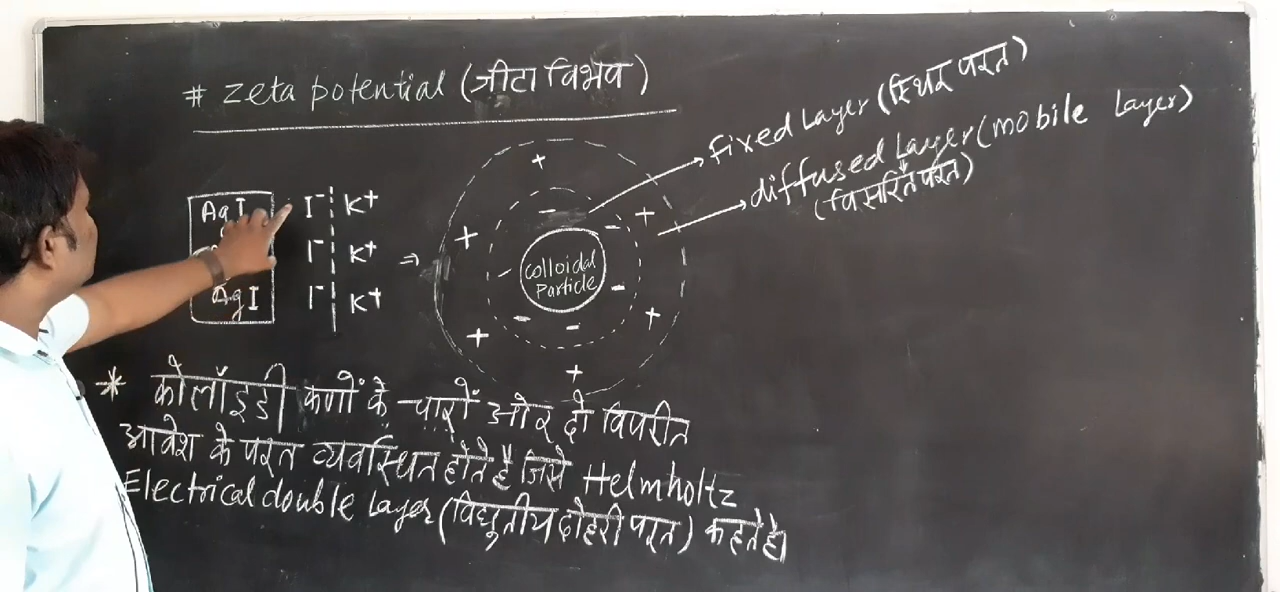 # Zeta potential (जीटा विभव)
fixed Layer (स्थिर परत)
diffused Layer (mobile Layer)
(विसरित परत)
AgI I⁻ K⁺
I⁻ K⁺ ⇒
AgI I⁻ K⁺
+
- +
+ -
-
Colloidal
Particle
-
- - +
+
+
* कोलॉइडी कणों के चारों ओर दो विपरीत
आवेश के परत व्यवस्थित होते हैं जिसे Helmholtz
Electrical double Layer (विधुतीय दोहरी परत) कहते है।